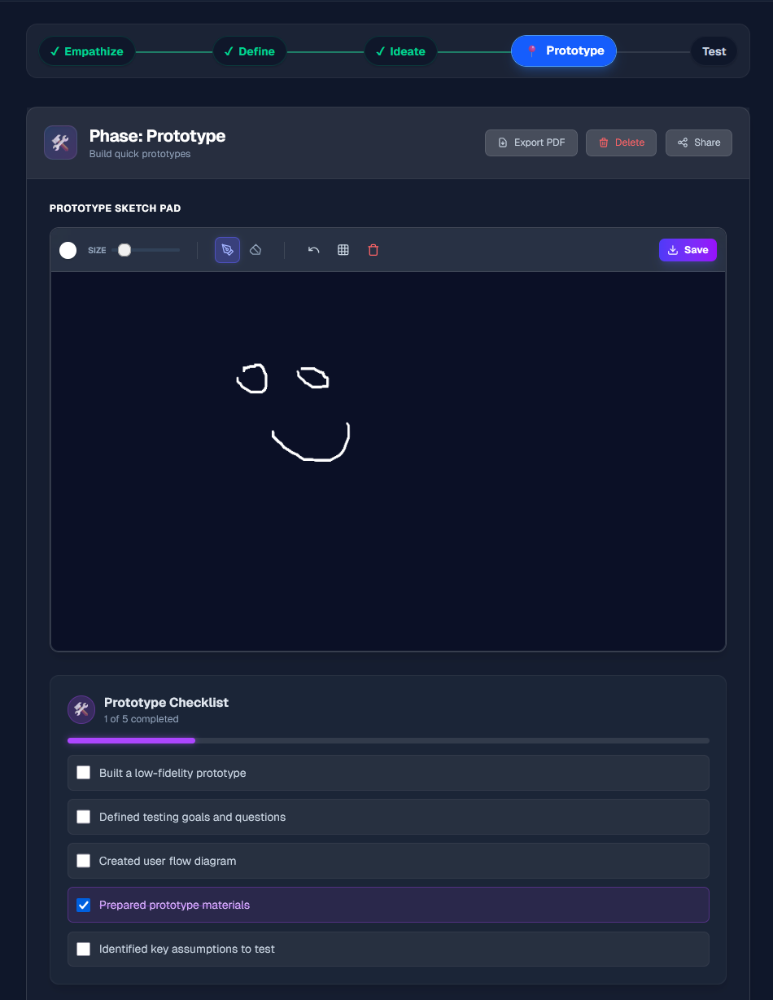 ✓ Empathize ✓ Define ✓ Ideate Prototype Test
Phase: Prototype
Build quick prototypes
Export PDF Delete Share
PROTOTYPE SKETCH PAD
SIZE Save
Prototype Checklist
1 of 5 completed
Built a low-fidelity prototype
Defined testing goals and questions
Created user flow diagram
Prepared prototype materials
Identified key assumptions to test